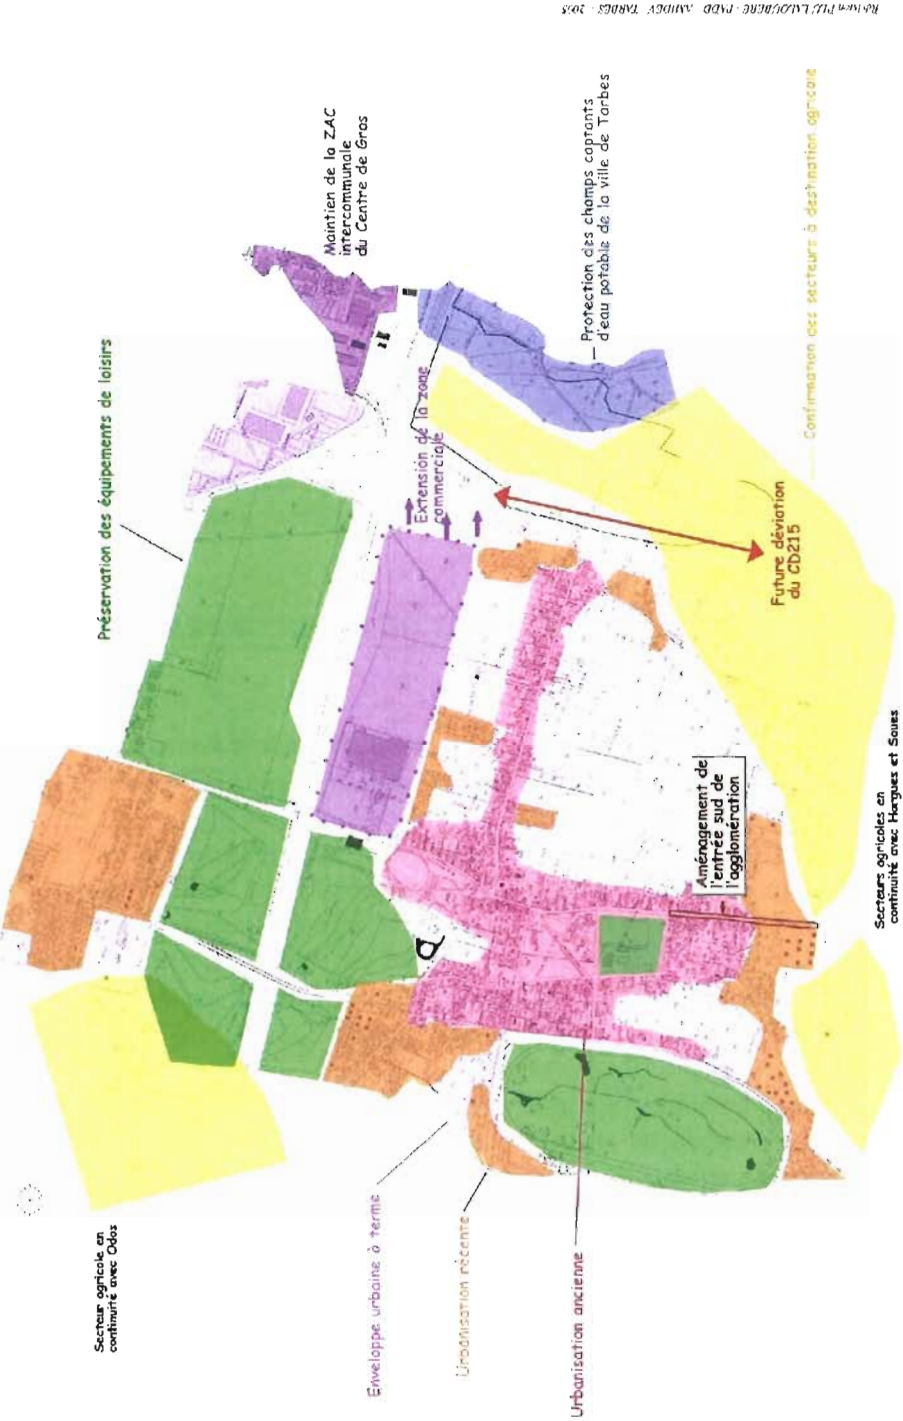 Secteur agricole en
continuité avec Odos
Préservation des équipements de loisirs
Maintien de la ZAC
intercommunale
du Centre de Gros
Enveloppe urbaine à terme
Extension de la zone
commerciale
Urbanisation récente
Urbanisation ancienne
Protection des champs captants
d'eau potable de la ville de Tarbes
Aménagement de
l'entrée sud de
l'agglomération
Future déviation
du CD215
Confirmation des secteurs à destination agricole
Secteurs agricoles en
continuité avec Horgues et Soues
PLU LALOUBERE - PADD - AMIDEV - TARBES - 2005